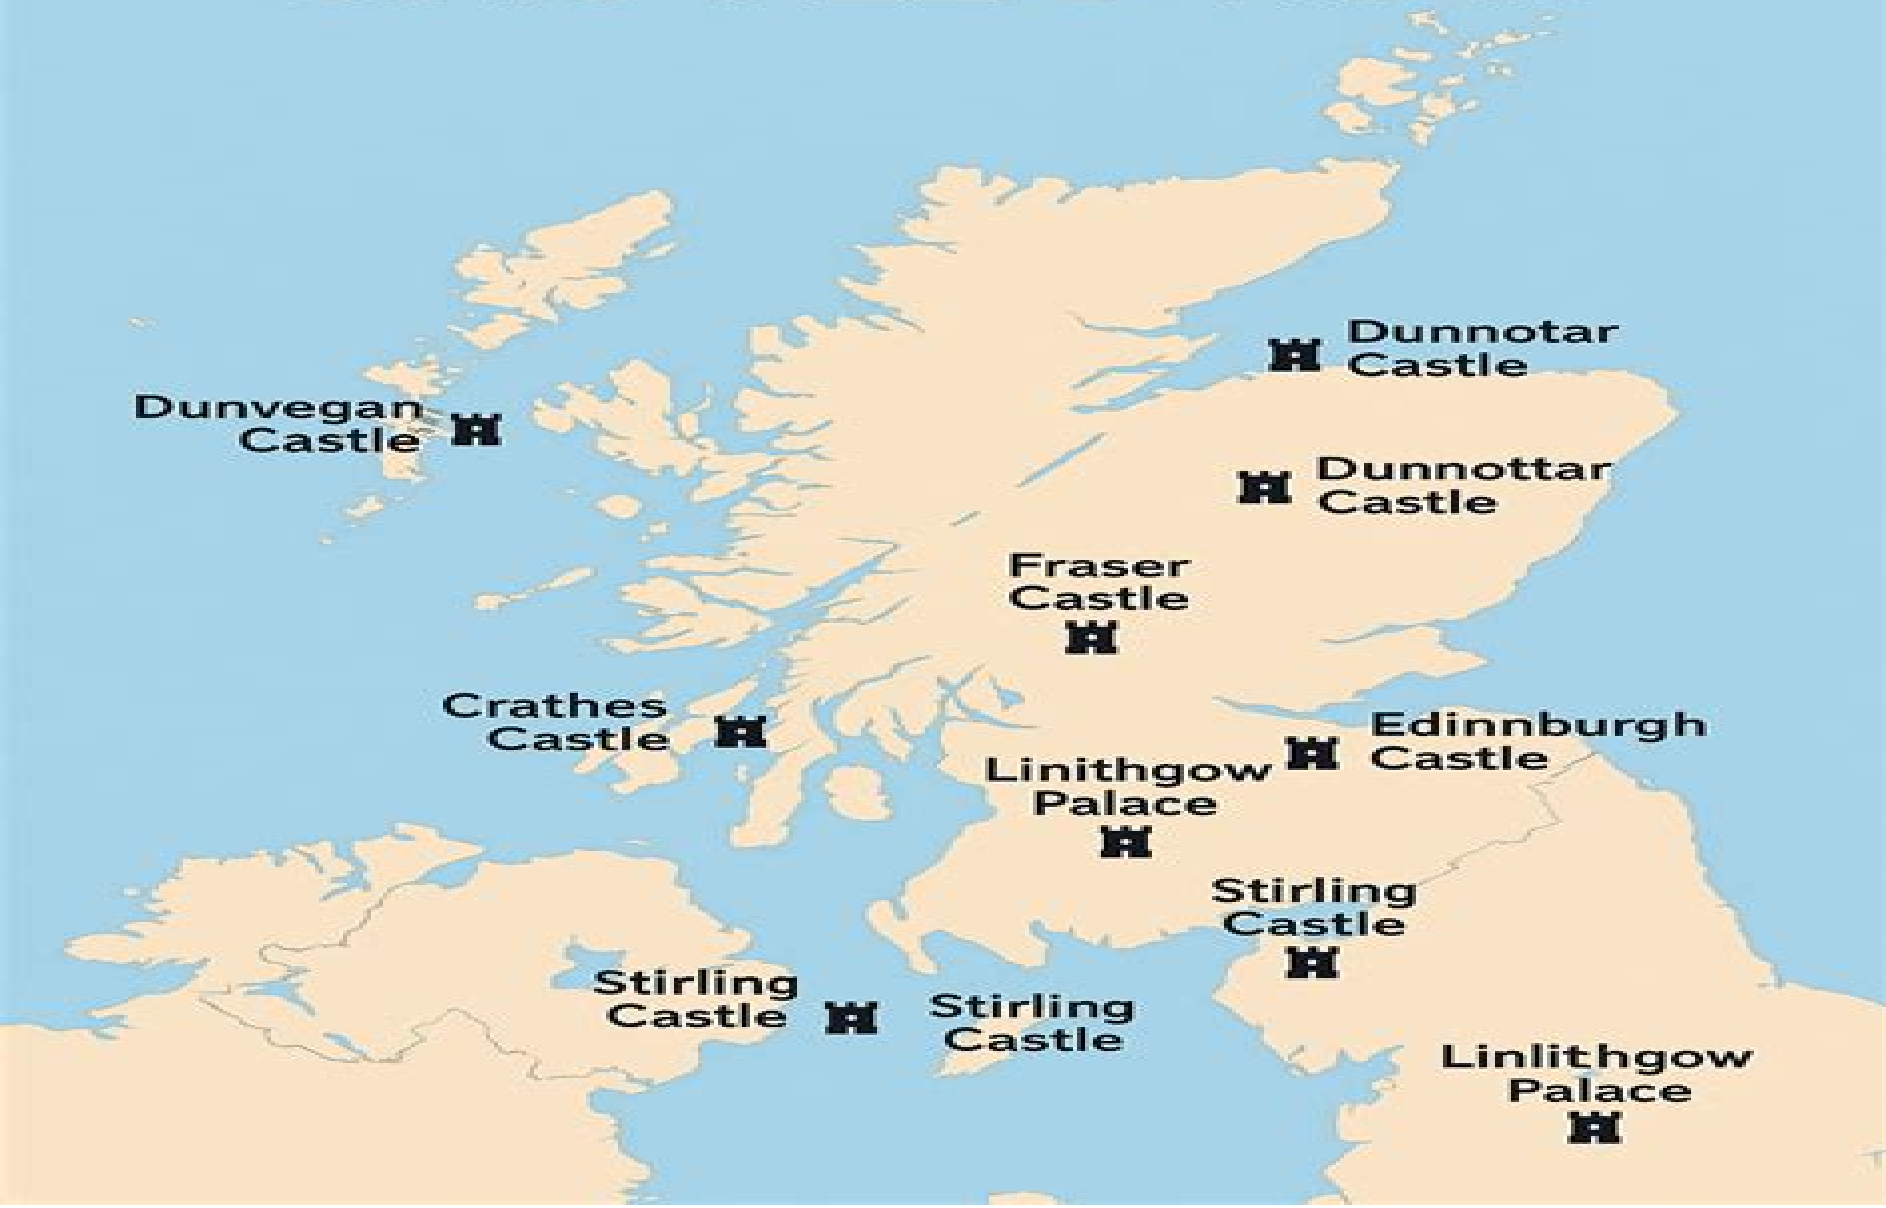 Dunnotar
Castle
Dunvegan
Castle
Dunnottar
Castle
Fraser
Castle
Crathes
Castle
Edinnburgh
Castle
Linithgow
Palace
Stirling
Castle
Stirling
Castle
Stirling
Castle
Linlithgow
Palace